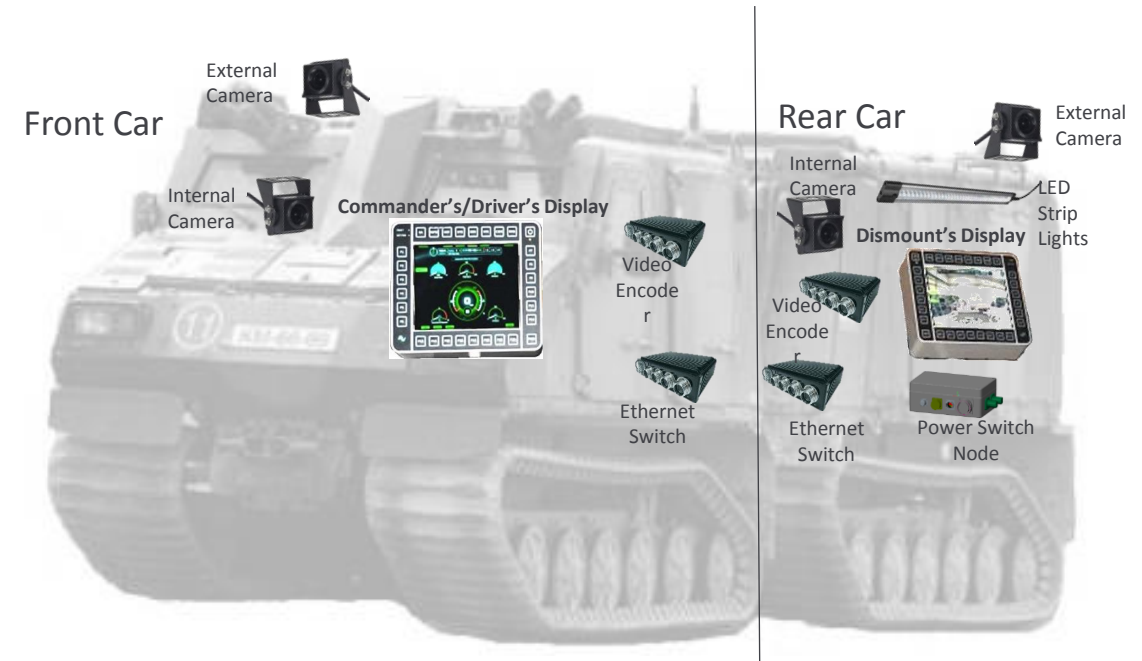 External
Camera
Front Car
Internal
Camera
Commander's/Driver's Display
Video
Encode
r
Ethernet
Switch
Rear Car
External
Camera
Internal
Camera
LED
Strip
Lights
Dismount's Display
Video
Encode
r
Ethernet
Switch
Power Switch
Node